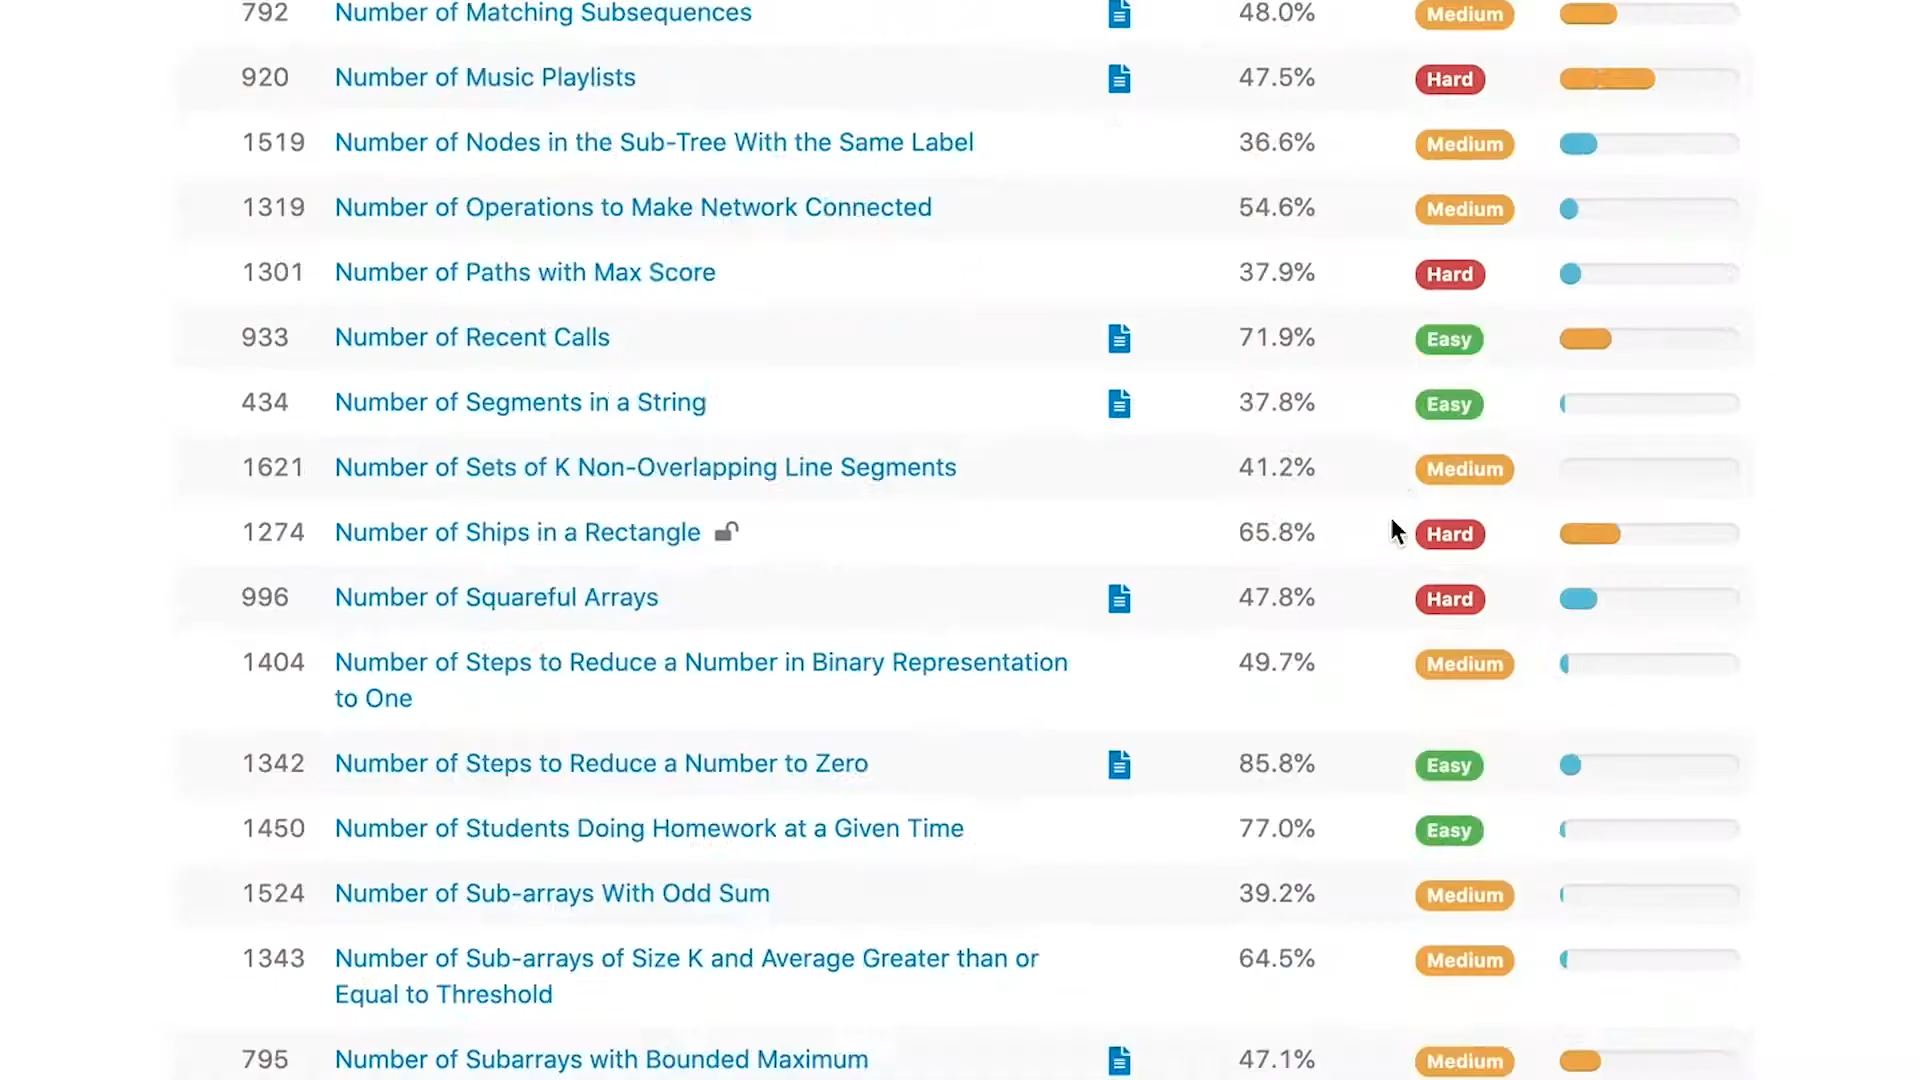 792 Number of Matching Subsequences 48.0% Medium
920 Number of Music Playlists 47.5% Hard
1519 Number of Nodes in the Sub-Tree With the Same Label 36.6% Medium
1319 Number of Operations to Make Network Connected 54.6% Medium
1301 Number of Paths with Max Score 37.9% Hard
933 Number of Recent Calls 71.9% Easy
434 Number of Segments in a String 37.8% Easy
1621 Number of Sets of K Non-Overlapping Line Segments 41.2% Medium
1274 Number of Ships in a Rectangle 65.8% Hard
996 Number of Squareful Arrays 47.8% Hard
1404 Number of Steps to Reduce a Number in Binary Representation 49.7% Medium
to One
1342 Number of Steps to Reduce a Number to Zero 85.8% Easy
1450 Number of Students Doing Homework at a Given Time 77.0% Easy
1524 Number of Sub-arrays With Odd Sum 39.2% Medium
1343 Number of Sub-arrays of Size K and Average Greater than or 64.5% Medium
Equal to Threshold
795 Number of Subarrays with Bounded Maximum 47.1% Medium